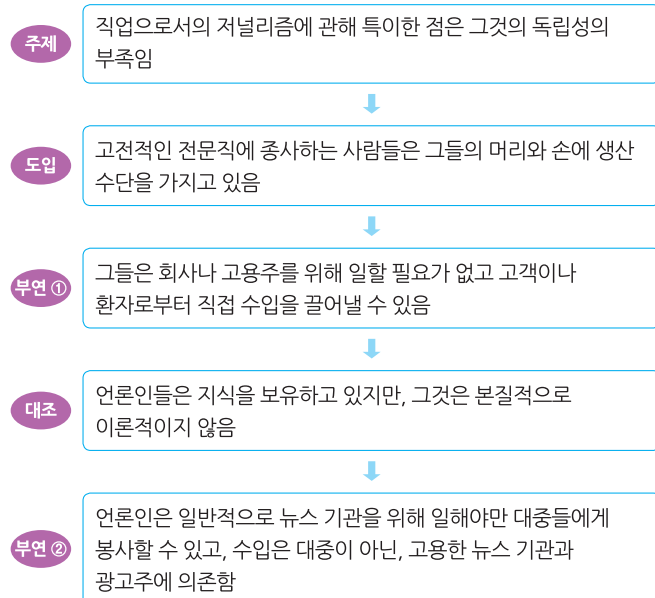 주제
직업으로서의 저널리즘에 관해 특이한 점은 그것의 독립성의
부족임
도입
고전적인 전문직에 종사하는 사람들은 그들의 머리와 손에 생산
수단을 가지고 있음
부연 ①
그들은 회사나 고용주를 위해 일할 필요가 없고 고객이나
환자로부터 직접 수입을 끌어낼 수 있음
대조
언론인들은 지식을 보유하고 있지만, 그것은 본질적으로
이론적이지 않음
부연 ②
언론인은 일반적으로 뉴스 기관을 위해 일해야만 대중들에게
봉사할 수 있고, 수입은 대중이 아닌, 고용한 뉴스 기관과
광고주에 의존함